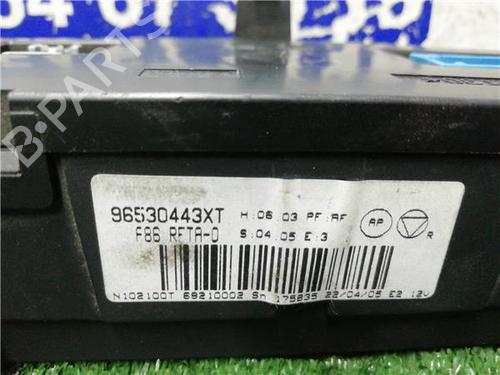 B-PARTS
96530443XT H:06 03 PF:AF AP
F86 RFTA-0 S:04.05 E:3 R
N102100T 69210002 Sn 175835 22/04/05 E2 12V